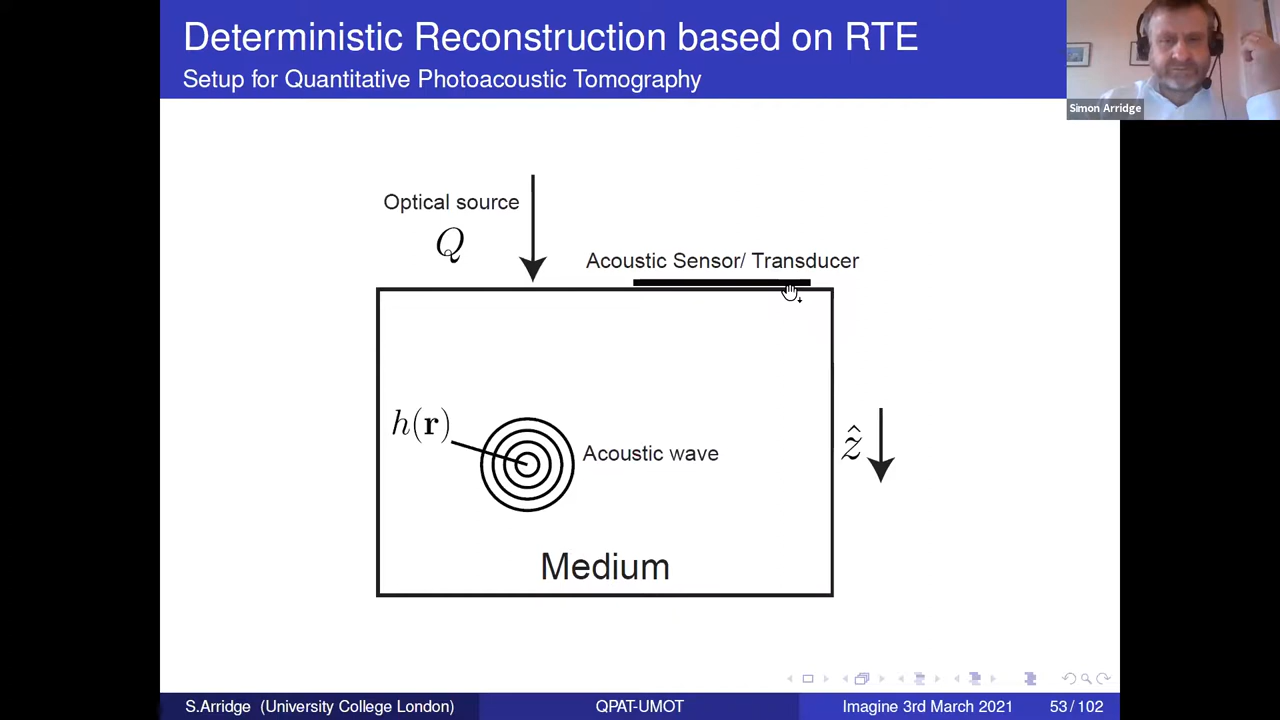 Deterministic Reconstruction based on RTE
Setup for Quantitative Photoacoustic Tomography
Simon Arridge
Optical source
Q
Acoustic Sensor/ Transducer
h(r)
Acoustic wave
ẑ
Medium
S.Arridge (University College London) QPAT-UMOT Imagine 3rd March 2021 53 / 102